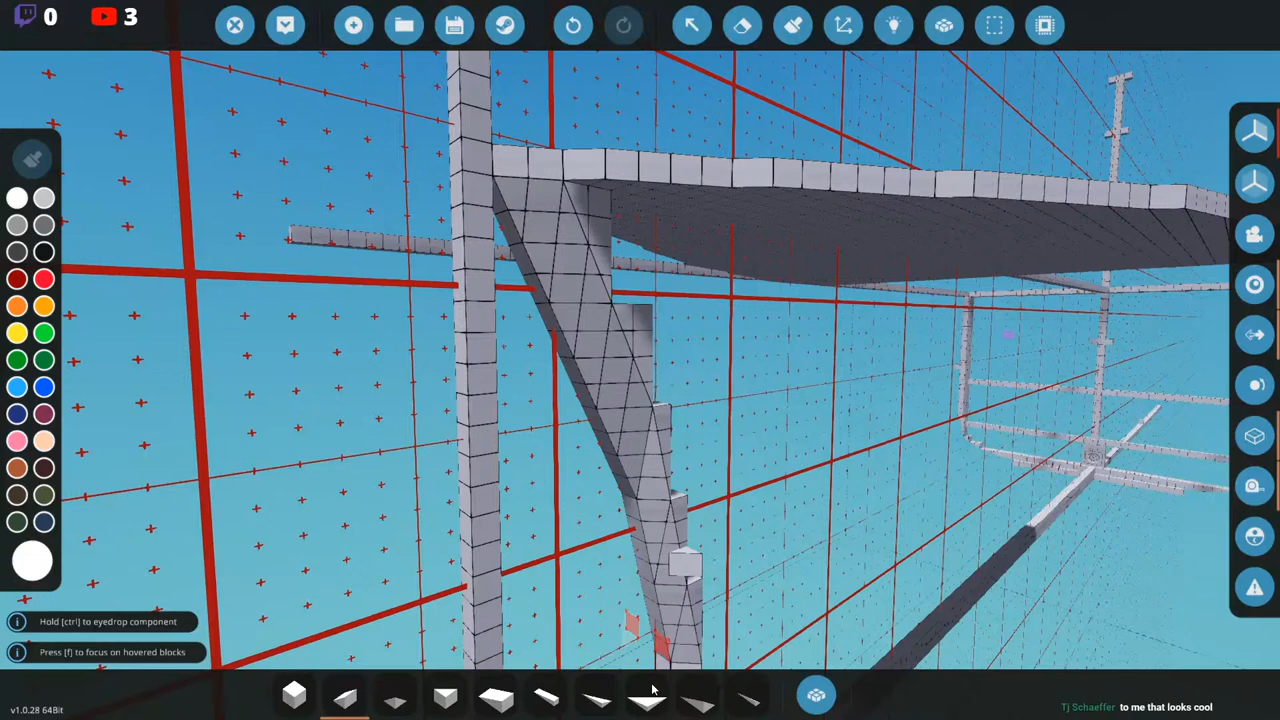 0
3
Hold [ctrl] to eyedrop component
Press [f] to focus on hovered blocks
v1.0.28 64Bit
Tj Schaeffer to me that looks cool